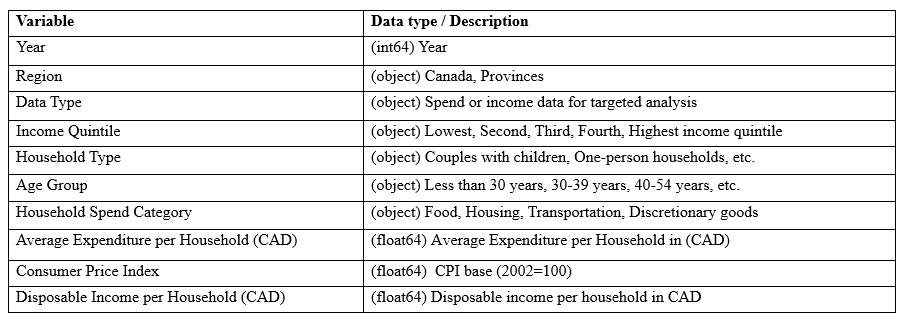 Variable Data type / Description
Year (int64) Year
Region (object) Canada, Provinces
Data Type (object) Spend or income data for targeted analysis
Income Quintile (object) Lowest, Second, Third, Fourth, Highest income quintile
Household Type (object) Couples with children, One-person households, etc.
Age Group (object) Less than 30 years, 30-39 years, 40-54 years, etc.
Household Spend Category (object) Food, Housing, Transportation, Discretionary goods
Average Expenditure per Household (CAD) (float64) Average Expenditure per Household in (CAD)
Consumer Price Index (float64) CPI base (2002=100)
Disposable Income per Household (CAD) (float64) Disposable income per household in CAD